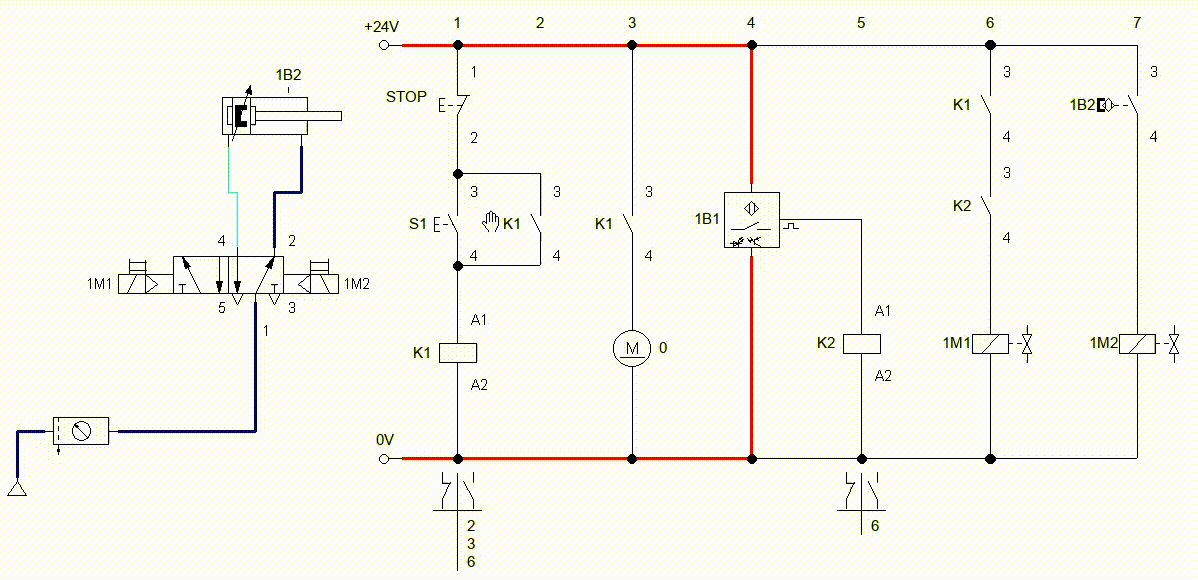 +24V 1 2 3 4 5 6 7
1B2
1 3 3
STOP K1 1B2
2 4 4
3 3 3 3
S1 K1 K1 1B1 K2
4 2 4 4 4 4
1M1 1M2
5 3
A1 A1
1
K1 M 0 K2 1M1 1M2
A2 A2
0V
2 6
3
6